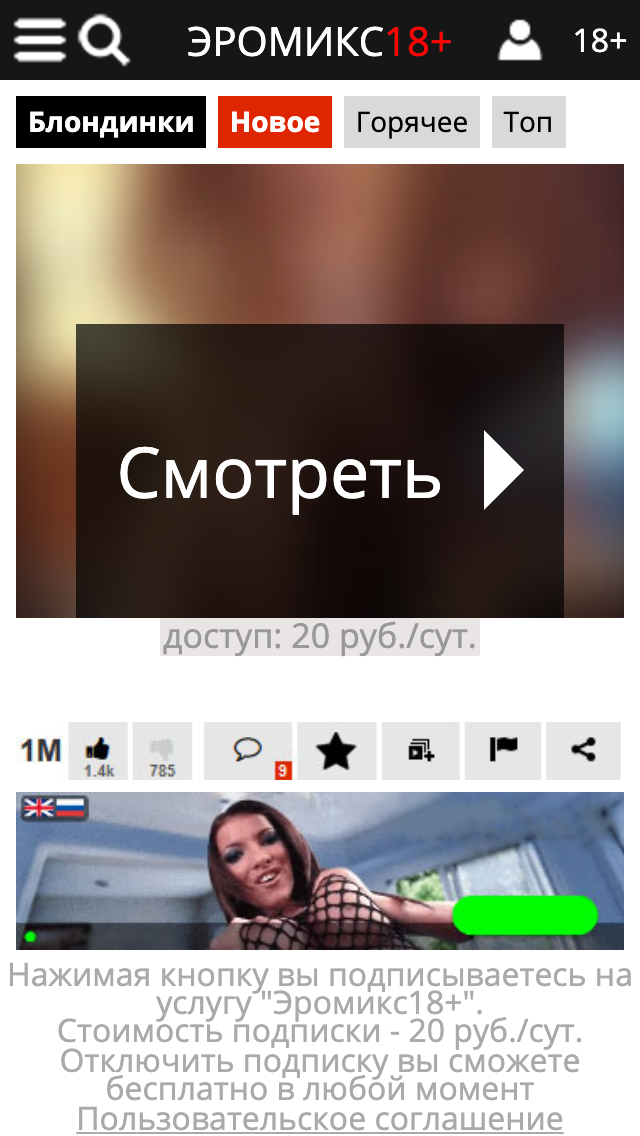 ЭРОМИКС18+ 18+
Блондинки Новое Горячее Топ
Смотреть
доступ: 20 руб./сут.
1M 1.4k 785 9
Нажимая кнопку вы подписываетесь на
услугу "Эромикс18+".
Стоимость подписки - 20 руб./сут.
Отключить подписку вы сможете
бесплатно в любой момент
Пользовательское соглашение